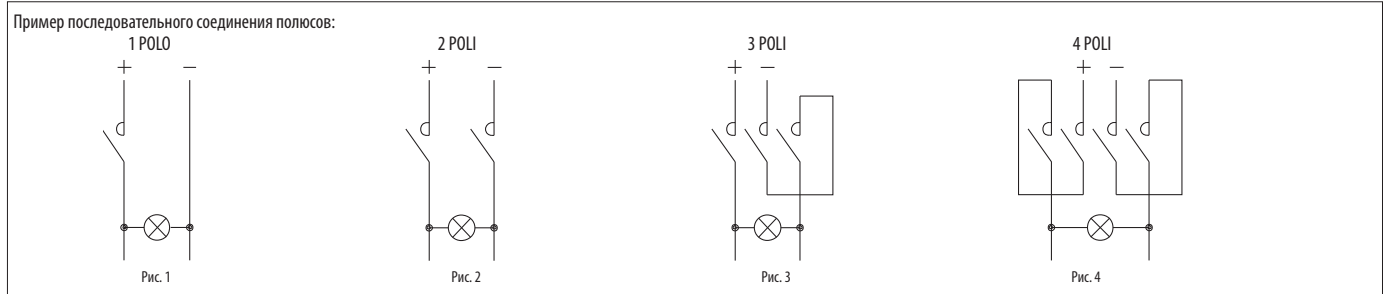 Пример последовательного соединения полюсов:
1 POLO 2 POLI 3 POLI 4 POLI
+ − + − + − + −
Рис. 1 Рис. 2 Рис. 3 Рис. 4